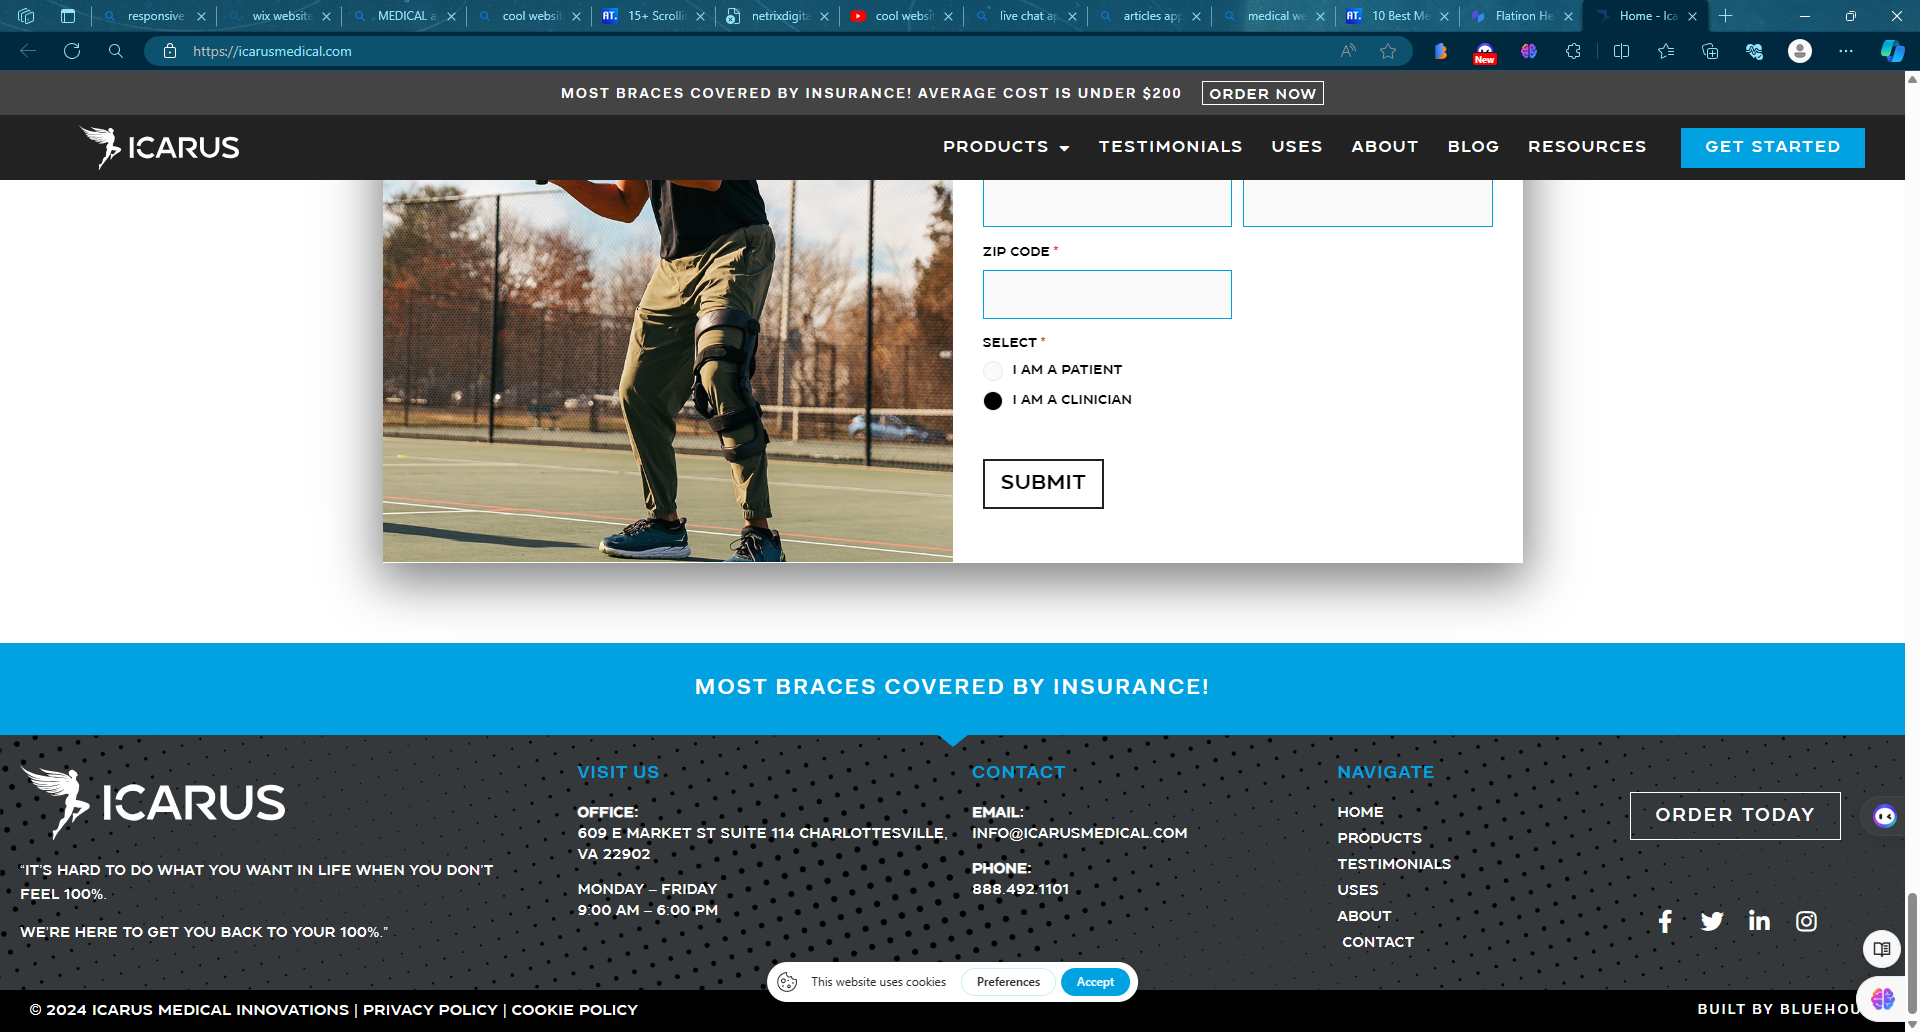 responsive
wix website
MEDICAL a
cool websit
15+ Scrolli
netrixdigita
cool websit
live chat ap
articles app
medical we
10 Best Me
Flatiron He
Home - Ica
https://icarusmedical.com
New
MOST BRACES COVERED BY INSURANCE! AVERAGE COST IS UNDER $200 ORDER NOW
ICARUS
PRODUCTS TESTIMONIALS USES ABOUT BLOG RESOURCES GET STARTED
ZIP CODE *
SELECT *
I AM A PATIENT
I AM A CLINICIAN
SUBMIT
MOST BRACES COVERED BY INSURANCE!
ICARUS
"IT'S HARD TO DO WHAT YOU WANT IN LIFE WHEN YOU DON'T
FEEL 100%.
WE'RE HERE TO GET YOU BACK TO YOUR 100%."
VISIT US
OFFICE:
609 E MARKET ST SUITE 114 CHARLOTTESVILLE,
VA 22902
MONDAY – FRIDAY
9:00 AM – 6:00 PM
CONTACT
EMAIL:
INFO@ICARUSMEDICAL.COM
PHONE:
888.492.1101
NAVIGATE
HOME
PRODUCTS
TESTIMONIALS
USES
ABOUT
CONTACT
ORDER TODAY
This website uses cookies Preferences Accept
© 2024 ICARUS MEDICAL INNOVATIONS | PRIVACY POLICY | COOKIE POLICY
BUILT BY BLUEHOU